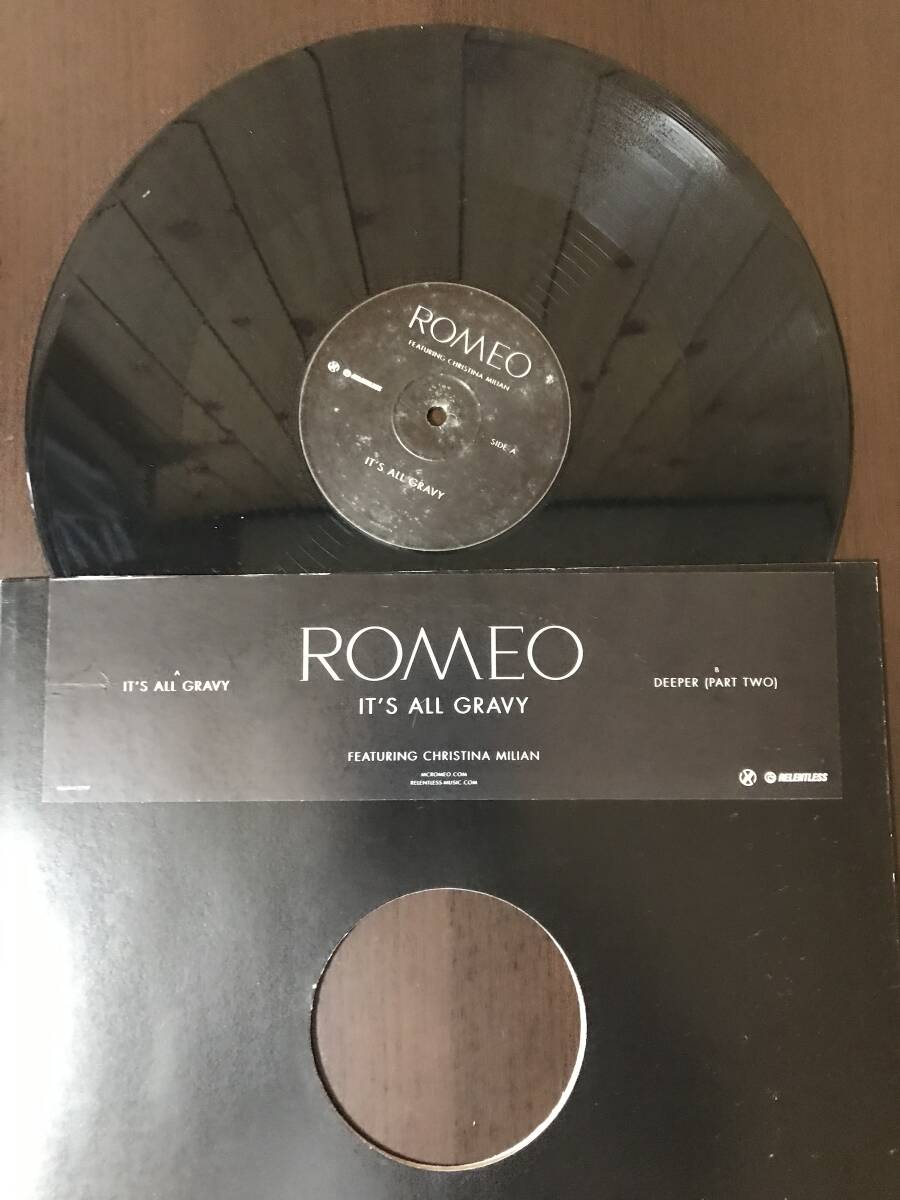 ROMEO
FEATURING CHRISTINA MILIAN
RELENTLESS
SIDE A
IT'S ALL GRAVY
ROMEO
A
IT'S ALL GRAVY
IT'S ALL GRAVY
B
DEEPER (PART TWO)
FEATURING CHRISTINA MILIAN
MCROMEO.COM
RELENTLESS-MUSIC.COM
RELENTLESS